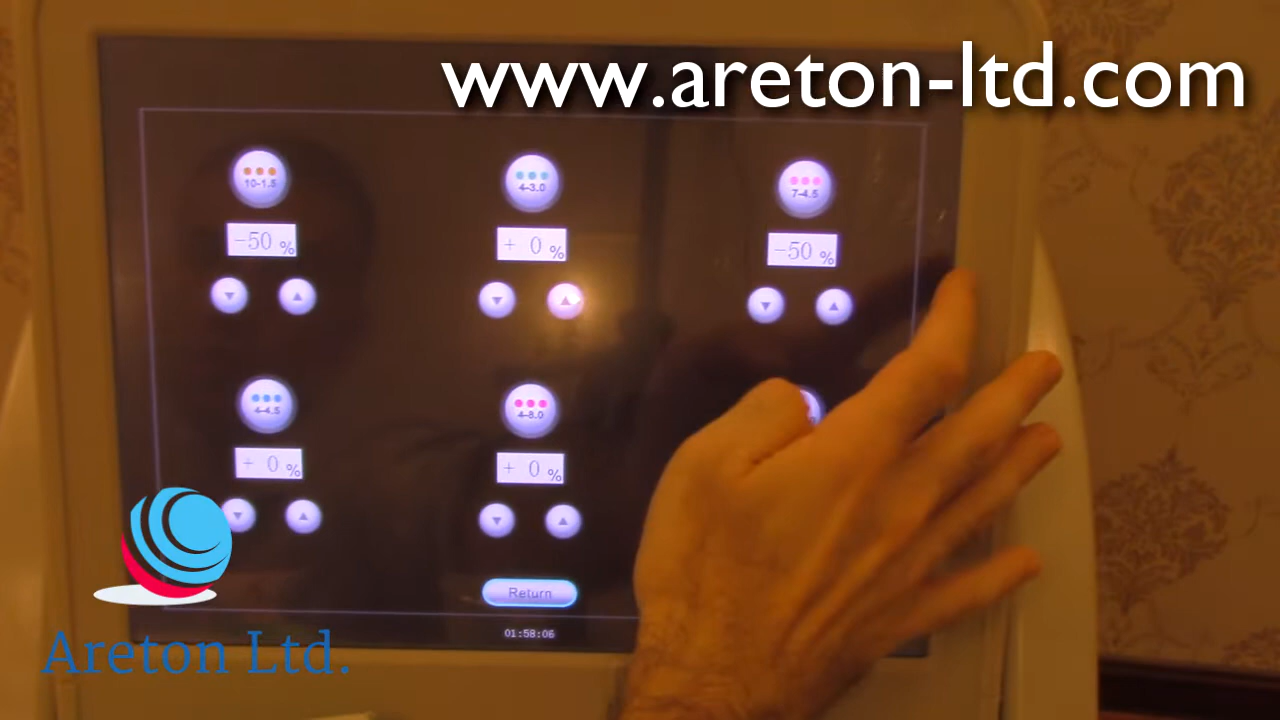 www.areton-ltd.com
10-1.5
4-3.0
7-4.5
-50 %
+ 0 %
-50 %
4-4.5
4-8.0
+ 0 %
+ 0 %
Return
01:58:06
Areton Ltd.